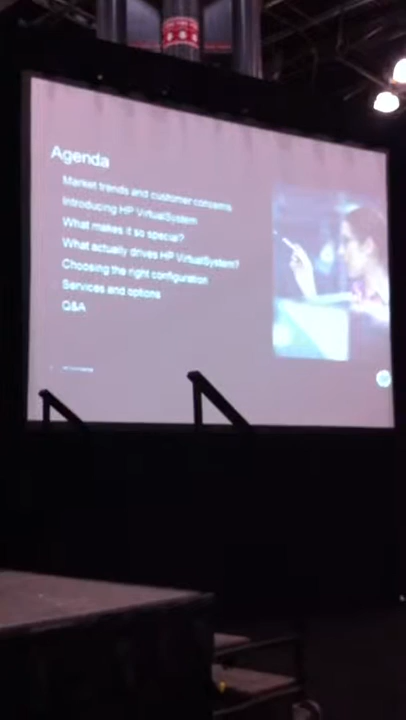 Agenda
Market trends and customer concerns
Introducing HP VirtualSystem
What makes it so special?
What actually drives HP VirtualSystem?
Choosing the right configuration
Services and options
Q&A